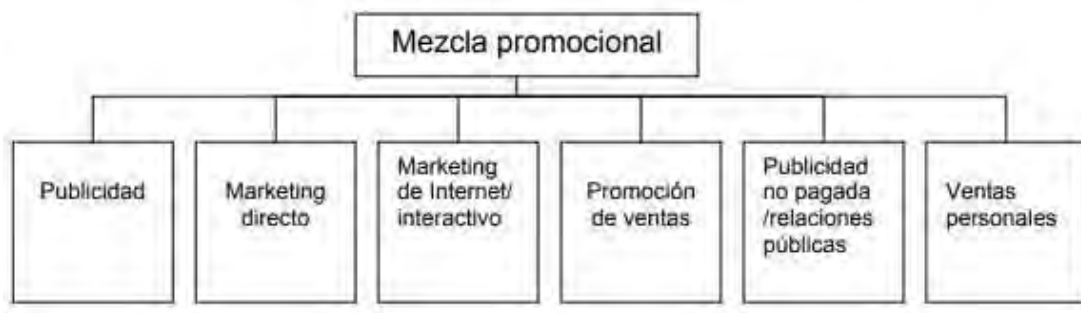 Mezcla promocional
Publicidad
Marketing
directo
Marketing
de Internet/
interactivo
Promoción
de ventas
Publicidad
no pagada
/relaciones
públicas
Ventas
personales